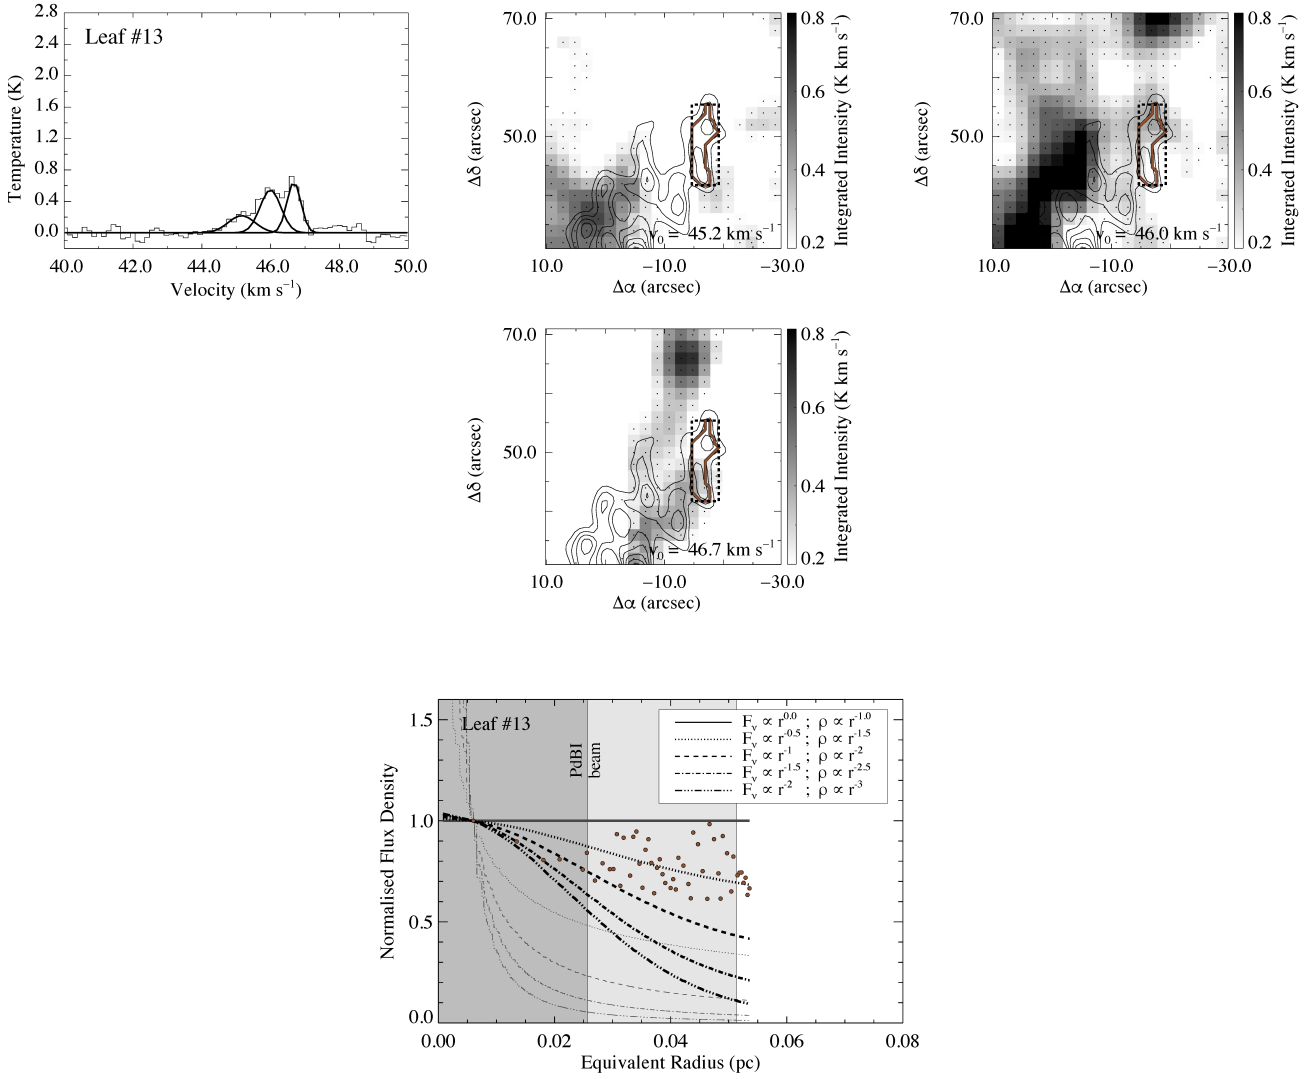 Leaf #13
Temperature (K)
2.8
2.4
2.0
1.6
1.2
0.8
0.4
0.0
40.0 42.0 44.0 46.0 48.0 50.0
Velocity (km s⁻¹)
Δδ (arcsec)
70.0
50.0
v₀ = 45.2 km s⁻¹
10.0 −10.0 −30.0
Δα (arcsec)
0.8
0.6
0.4
0.2
Integrated Intensity (K km s⁻¹)
Δδ (arcsec)
70.0
50.0
v₀ = 46.0 km s⁻¹
10.0 −10.0 −30.0
Δα (arcsec)
0.8
0.6
0.4
0.2
Integrated Intensity (K km s⁻¹)
Δδ (arcsec)
70.0
50.0
v₀ = 46.7 km s⁻¹
10.0 −10.0 −30.0
Δα (arcsec)
0.8
0.6
0.4
0.2
Integrated Intensity (K km s⁻¹)
Leaf #13
Normalised Flux Density
1.5
1.0
0.5
0.0
PdBI
beam
Fᵥ ∝ r^0.0 ; ρ ∝ r^-1.0
Fᵥ ∝ r^-0.5 ; ρ ∝ r^-1.5
Fᵥ ∝ r^-1 ; ρ ∝ r^-2
Fᵥ ∝ r^-1.5 ; ρ ∝ r^-2.5
Fᵥ ∝ r^-2 ; ρ ∝ r^-3
0.00 0.02 0.04 0.06 0.08
Equivalent Radius (pc)